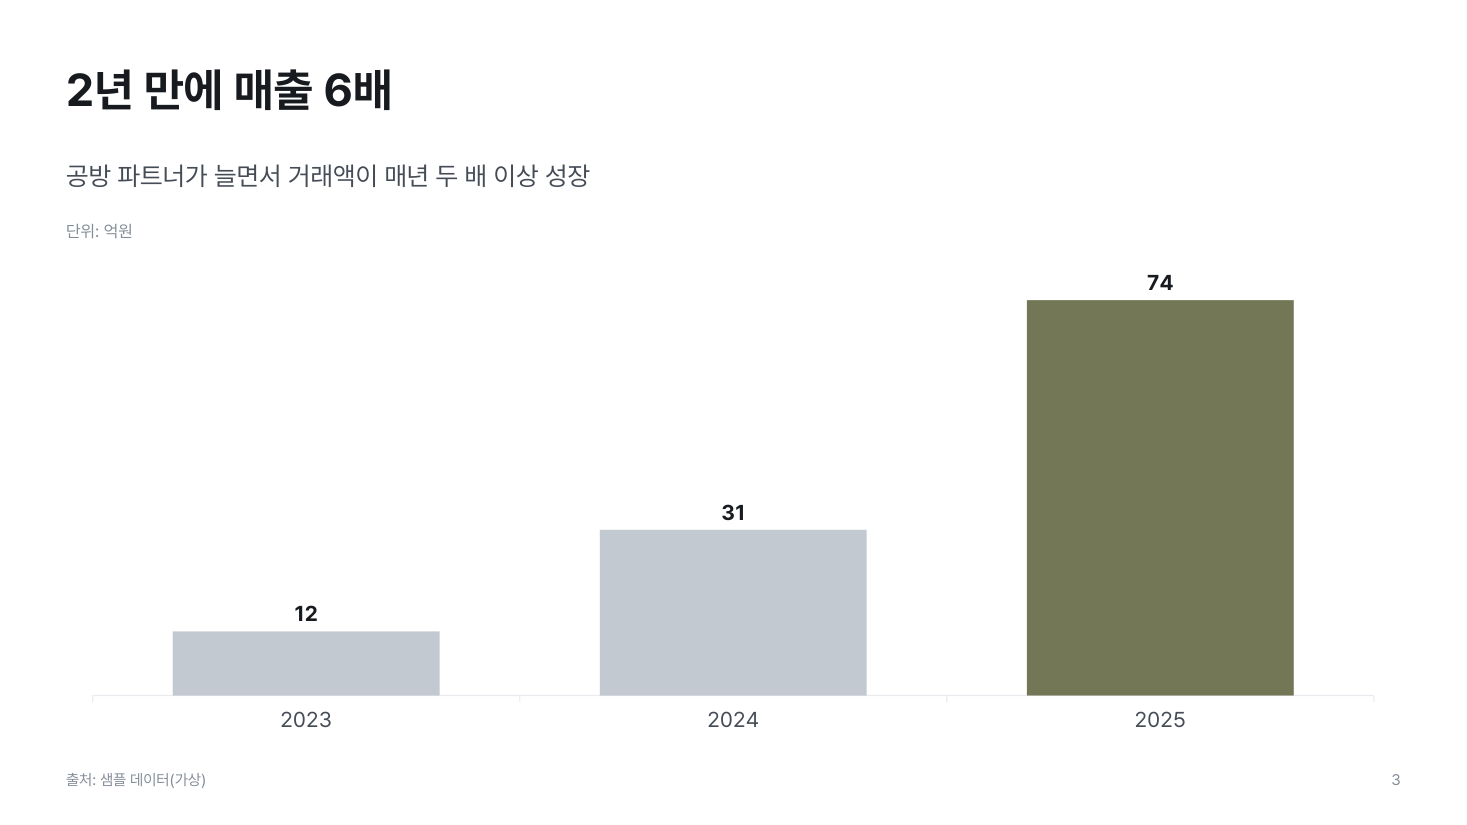 2년 만에 매출 6배
공방 파트너가 늘면서 거래액이 매년 두 배 이상 성장
단위: 억원
74
31
12
2023
2024
2025
출처: 샘플 데이터(가상)
3